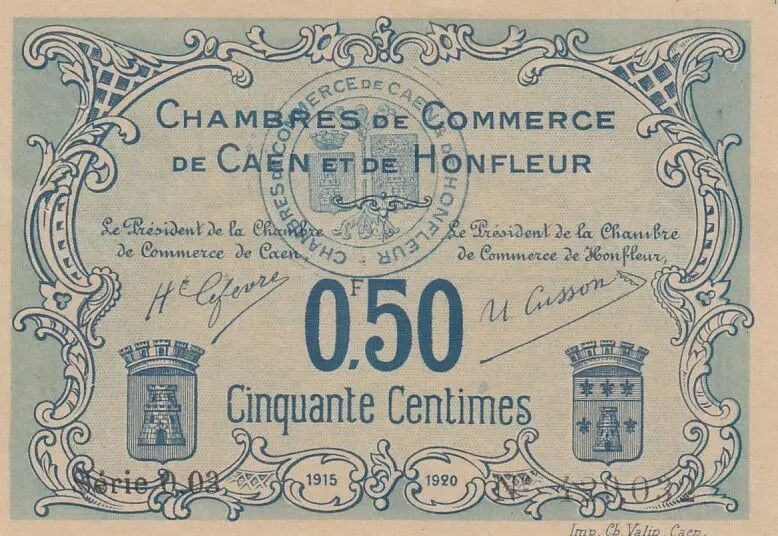 CHAMBRES DE COMMERCE
DE CAEN ET DE HONFLEUR
CHAMBRES DE COMMERCE DE CAEN & D'HONFLEUR
Le Président de la Chambre
de Commerce de Caen,
Le Président de la Chambre
de Commerce de Honfleur,
Hte Lefevre
U Cusson
F
0,50
Cinquante Centimes
Série 0.03
1915
1920
No
Imp. Ch. Valin, Caen.